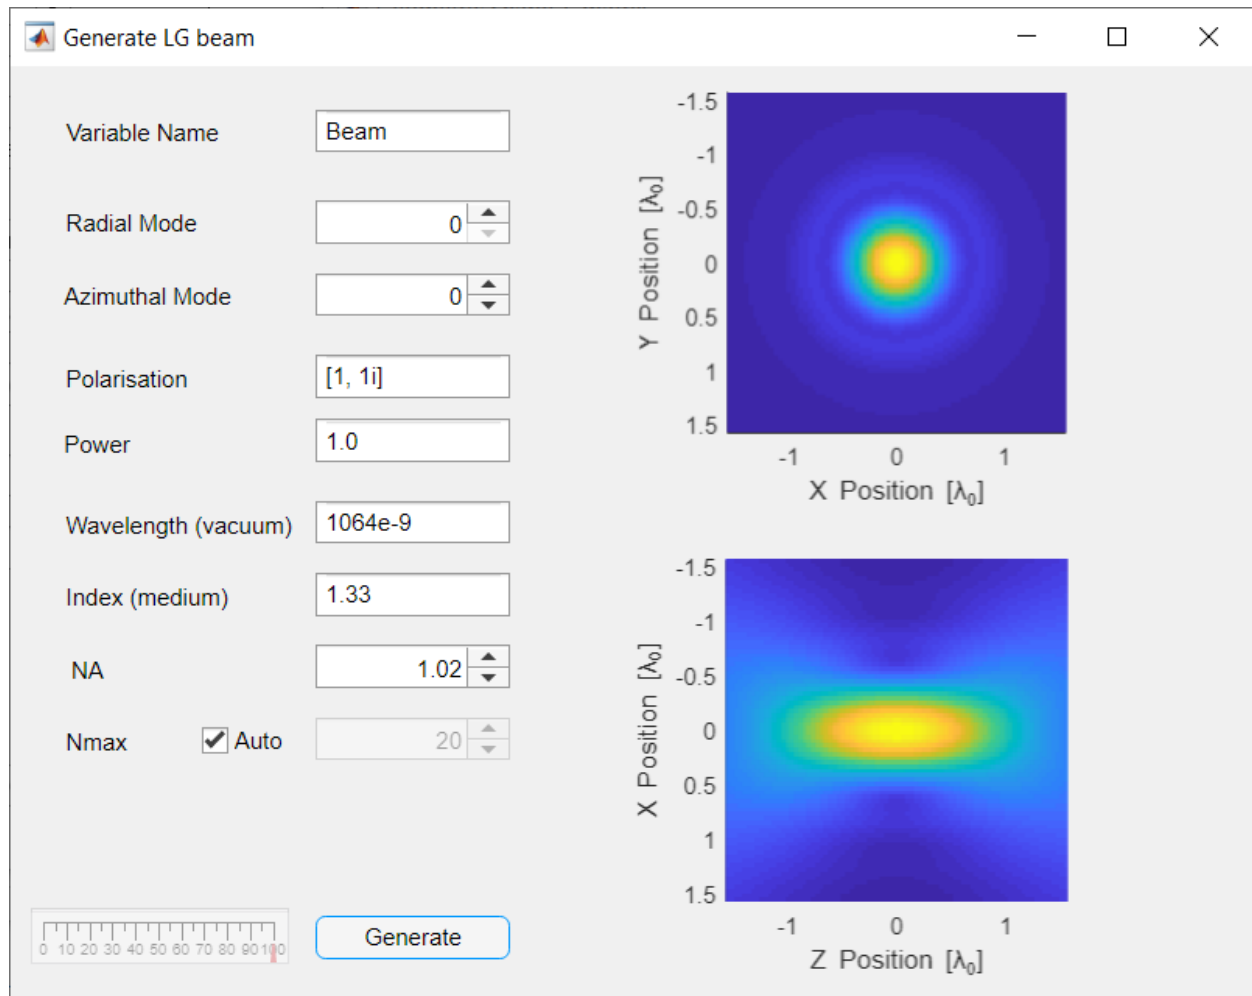 Generate LG beam
Variable Name
Beam
Radial Mode
0
Azimuthal Mode
0
Polarisation
[1, 1i]
Power
1.0
Wavelength (vacuum)
1064e-9
Index (medium)
1.33
NA
1.02
Nmax
Auto
20
0 10 20 30 40 50 60 70 80 90 100
Generate
-1.5
-1
-0.5
0
0.5
1
1.5
Y Position [λ₀]
-1 0 1
X Position [λ₀]
-1.5
-1
-0.5
0
0.5
1
1.5
X Position [λ₀]
-1 0 1
Z Position [λ₀]